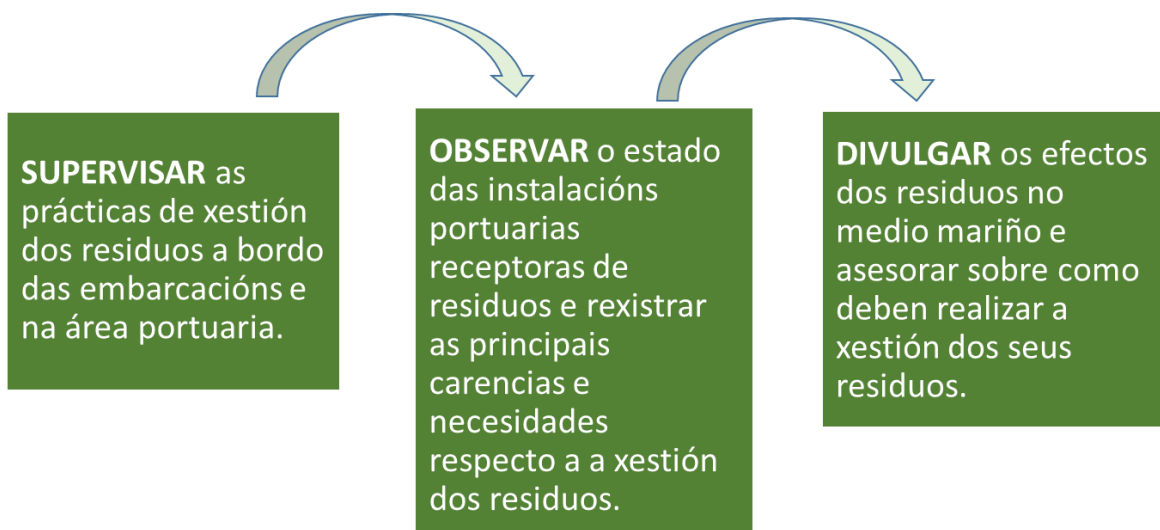 SUPERVISAR as
prácticas de xestión
dos residuos a bordo
das embarcacións e
na área portuaria.
OBSERVAR o estado
das instalacións
portuarias
receptoras de
residuos e rexistrar
as principais
carencias e
necesidades
respecto a a xestión
dos residuos.
DIVULGAR os efectos
dos residuos no
medio mariño e
asesorar sobre como
deben realizar a
xestión dos seus
residuos.